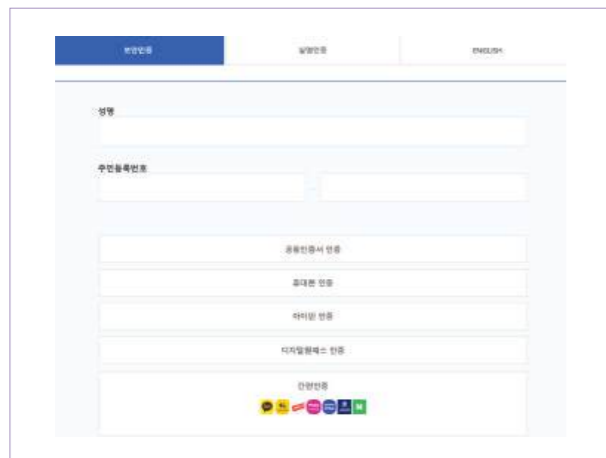 본인인증
실명인증
ENGLISH
성명
주민등록번호
공동인증서 인증
휴대폰 인증
아이핀 인증
디지털원패스 인증
간편인증